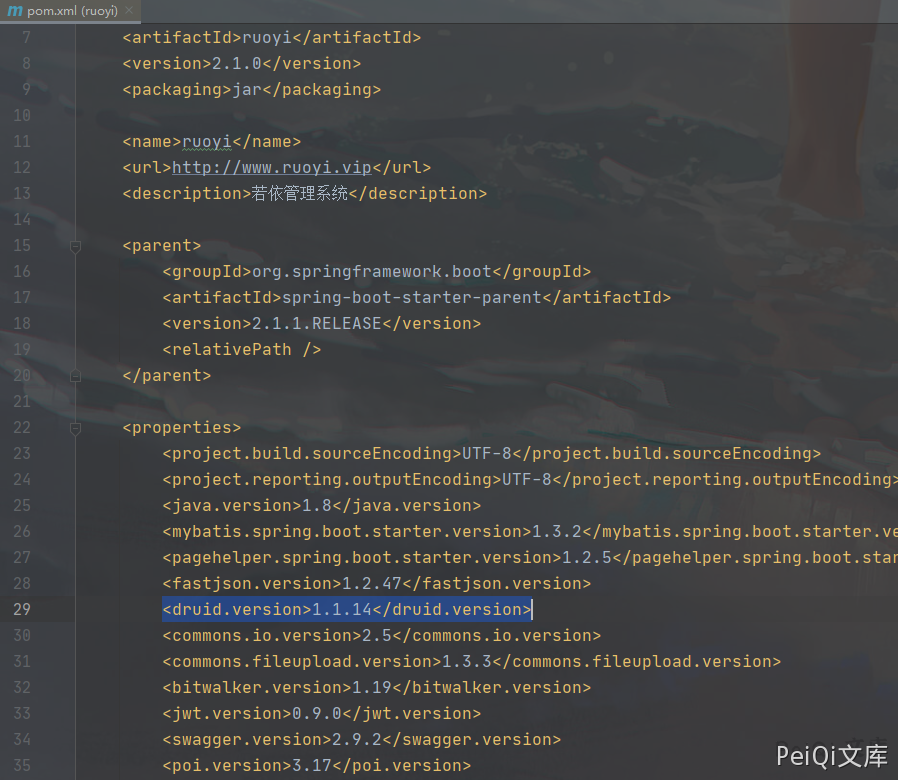 pom.xml (ruoyi)
7 <artifactId>ruoyi</artifactId>
8 <version>2.1.0</version>
9 <packaging>jar</packaging>
10
11 <name>ruoyi</name>
12 <url>http://www.ruoyi.vip</url>
13 <description>若依管理系统</description>
14
15 <parent>
16 <groupId>org.springframework.boot</groupId>
17 <artifactId>spring-boot-starter-parent</artifactId>
18 <version>2.1.1.RELEASE</version>
19 <relativePath />
20 </parent>
21
22 <properties>
23 <project.build.sourceEncoding>UTF-8</project.build.sourceEncoding>
24 <project.reporting.outputEncoding>UTF-8</project.reporting.outputEncoding>
25 <java.version>1.8</java.version>
26 <mybatis.spring.boot.starter.version>1.3.2</mybatis.spring.boot.starter.ve
27 <pagehelper.spring.boot.starter.version>1.2.5</pagehelper.spring.boot.star
28 <fastjson.version>1.2.47</fastjson.version>
29 <druid.version>1.1.14</druid.version>
30 <commons.io.version>2.5</commons.io.version>
31 <commons.fileupload.version>1.3.3</commons.fileupload.version>
32 <bitwalker.version>1.19</bitwalker.version>
33 <jwt.version>0.9.0</jwt.version>
34 <swagger.version>2.9.2</swagger.version>
35 <poi.version>3.17</poi.version>
PeiQi文库